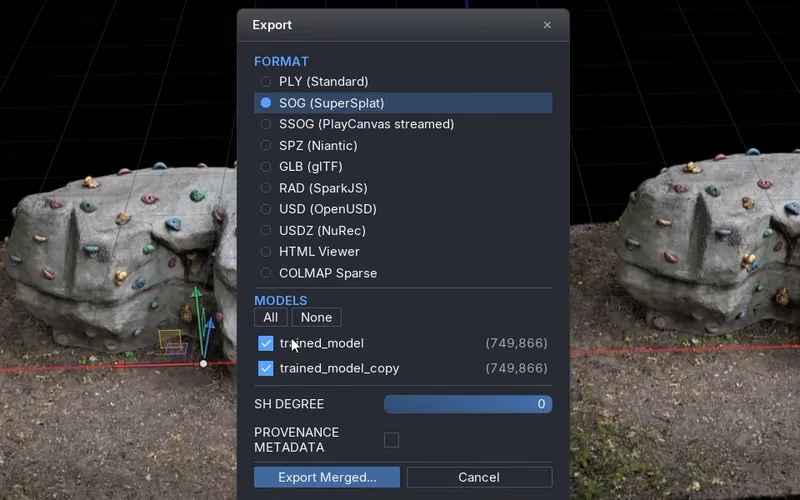 Export
FORMAT
PLY (Standard)
SOG (SuperSplat)
SSOG (PlayCanvas streamed)
SPZ (Niantic)
GLB (glTF)
RAD (SparkJS)
USD (OpenUSD)
USDZ (NuRec)
HTML Viewer
COLMAP Sparse
MODELS
All None
trained_model (749,866)
trained_model_copy (749,866)
SH DEGREE 0
PROVENANCE
METADATA
Export Merged... Cancel